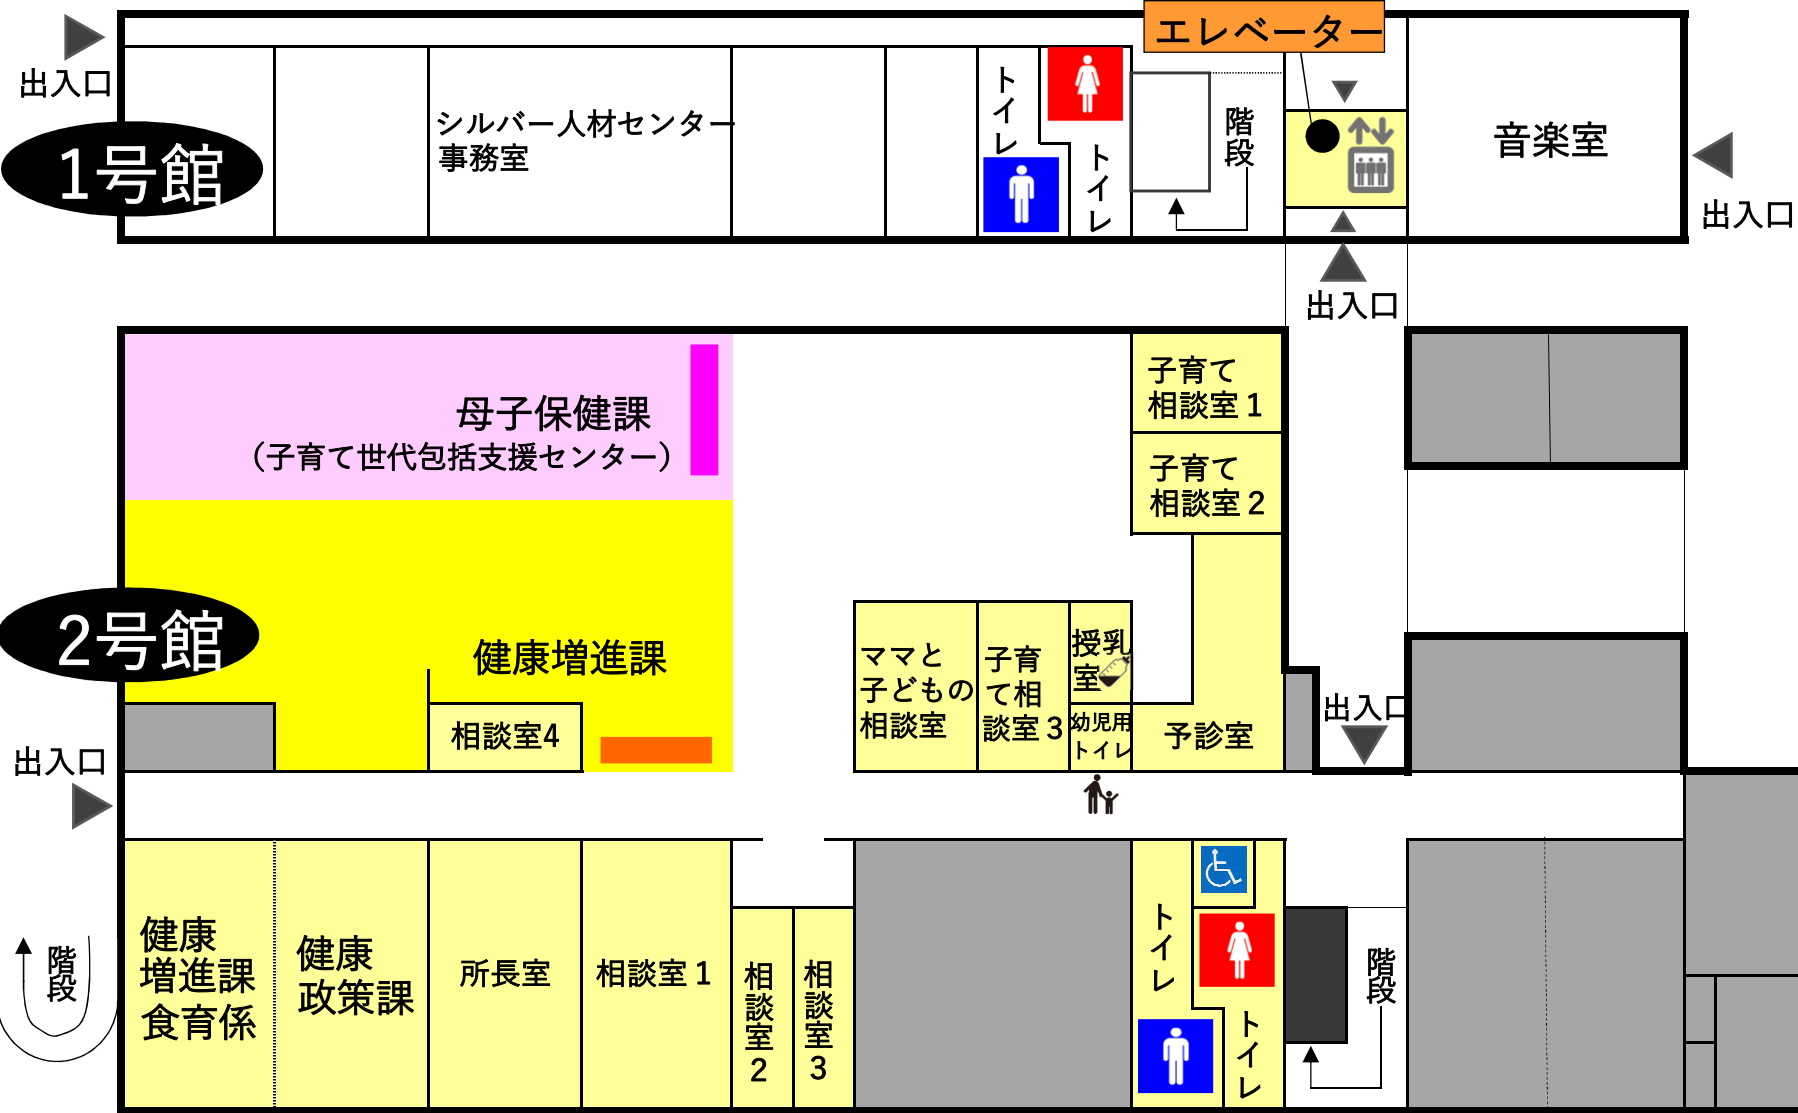 エレベーター
出入口
1号館
シルバー人材センター
事務室
トイレ
トイレ
階段
音楽室
出入口
出入口
母子保健課
（子育て世代包括支援センター）
子育て
相談室1
子育て
相談室2
2号館
健康増進課
相談室4
ママと
子どもの
相談室
子育
て相
談室3
授乳
室
幼児用
トイレ
予診室
出入口
出入口
階段
健康
増進課
食育係
健康
政策課
所長室
相談室1
相談室2
相談室3
トイレ
トイレ
階段